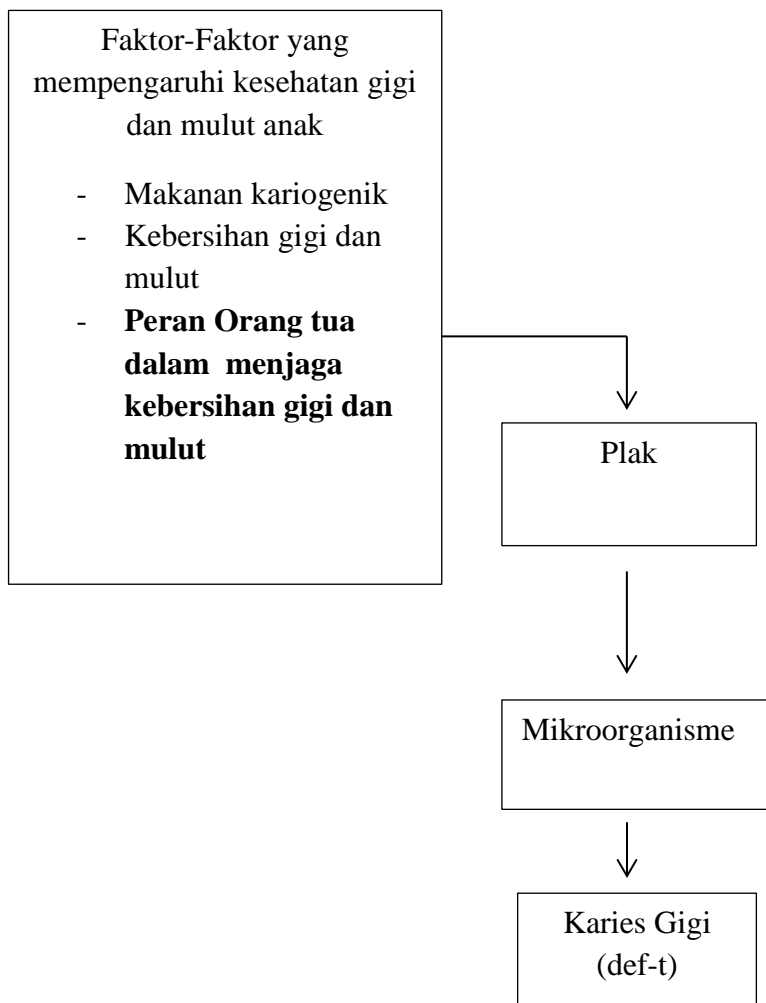 Faktor-Faktor yang
mempengaruhi kesehatan gigi
dan mulut anak
- Makanan kariogenik
- Kebersihan gigi dan
mulut
- Peran Orang tua
dalam menjaga
kebersihan gigi dan
mulut
Plak
Mikroorganisme
Karies Gigi
(def-t)